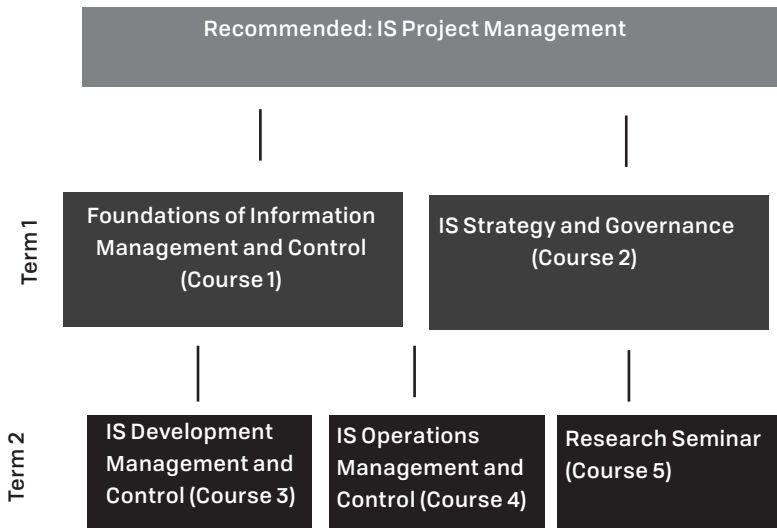 Recommended: IS Project Management
Term 1
Foundations of Information
Management and Control
(Course 1)
IS Strategy and Governance
(Course 2)
Term 2
IS Development
Management and
Control (Course 3)
IS Operations
Management and
Control (Course 4)
Research Seminar
(Course 5)